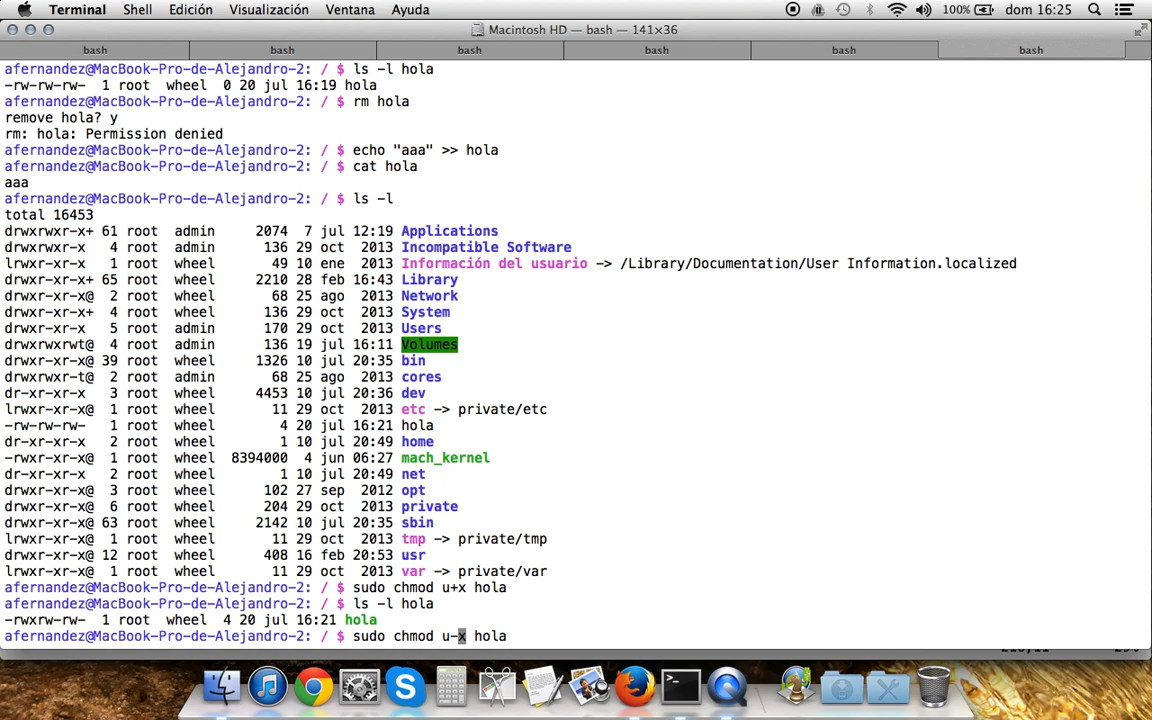 Terminal Shell Edición Visualización Ventana Ayuda 100% dom 16:25
Macintosh HD — bash — 141×36
bash bash bash bash bash bash
afernandez@MacBook-Pro-de-Alejandro-2: / $ ls -l hola
-rw-rw-rw- 1 root wheel 0 20 jul 16:19 hola
afernandez@MacBook-Pro-de-Alejandro-2: / $ rm hola
remove hola? y
rm: hola: Permission denied
afernandez@MacBook-Pro-de-Alejandro-2: / $ echo "aaa" >> hola
afernandez@MacBook-Pro-de-Alejandro-2: / $ cat hola
aaa
afernandez@MacBook-Pro-de-Alejandro-2: / $ ls -l
total 16453
drwxrwxr-x+ 61 root admin 2074 7 jul 12:19 Applications
drwxrwxr-x 4 root admin 136 29 oct 2013 Incompatible Software
lrwxr-xr-x 1 root wheel 49 10 ene 2013 Información del usuario -> /Library/Documentation/User Information.localized
drwxr-xr-x+ 65 root wheel 2210 28 feb 16:43 Library
drwxr-xr-x@ 2 root wheel 68 25 ago 2013 Network
drwxr-xr-x+ 4 root wheel 136 29 oct 2013 System
drwxr-xr-x 5 root admin 170 29 oct 2013 Users
drwxrwxrwt@ 4 root admin 136 19 jul 16:11 Volumes
drwxr-xr-x@ 39 root wheel 1326 10 jul 20:35 bin
drwxrwxr-t@ 2 root admin 68 25 ago 2013 cores
dr-xr-xr-x 3 root wheel 4453 10 jul 20:36 dev
lrwxr-xr-x@ 1 root wheel 11 29 oct 2013 etc -> private/etc
-rw-rw-rw- 1 root wheel 4 20 jul 16:21 hola
dr-xr-xr-x 2 root wheel 1 10 jul 20:49 home
-rwxr-xr-x@ 1 root wheel 8394000 4 jun 06:27 mach_kernel
dr-xr-xr-x 2 root wheel 1 10 jul 20:49 net
drwxr-xr-x@ 3 root wheel 102 27 sep 2012 opt
drwxr-xr-x@ 6 root wheel 204 29 oct 2013 private
drwxr-xr-x@ 63 root wheel 2142 10 jul 20:35 sbin
lrwxr-xr-x@ 1 root wheel 11 29 oct 2013 tmp -> private/tmp
drwxr-xr-x@ 12 root wheel 408 16 feb 20:53 usr
lrwxr-xr-x@ 1 root wheel 11 29 oct 2013 var -> private/var
afernandez@MacBook-Pro-de-Alejandro-2: / $ sudo chmod u+x hola
afernandez@MacBook-Pro-de-Alejandro-2: / $ ls -l hola
-rwxrw-rw- 1 root wheel 4 20 jul 16:21 hola
afernandez@MacBook-Pro-de-Alejandro-2: / $ sudo chmod u-x hola